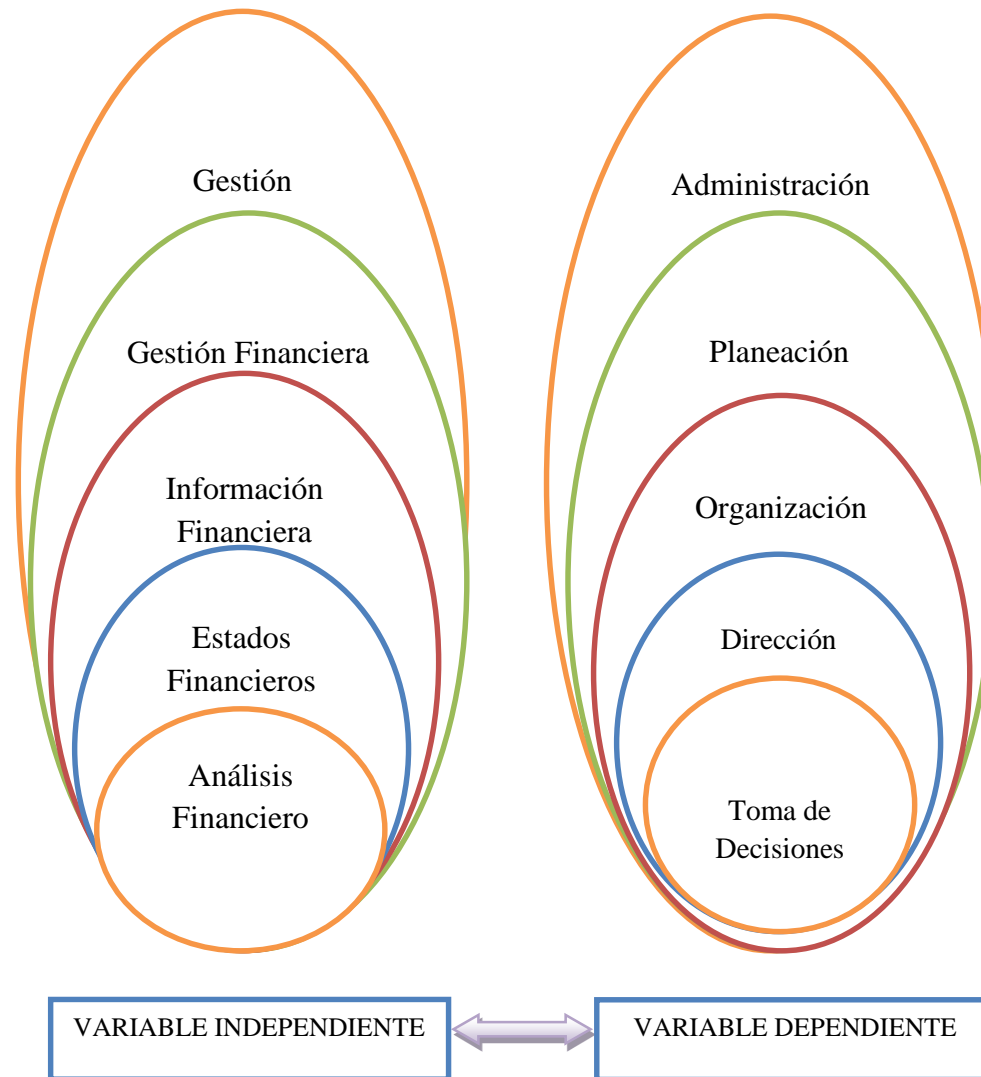 Gestión
Gestión Financiera
Información
Financiera
Estados
Financieros
Análisis
Financiero
Administración
Planeación
Organización
Dirección
Toma de
Decisiones
VARIABLE INDEPENDIENTE
VARIABLE DEPENDIENTE